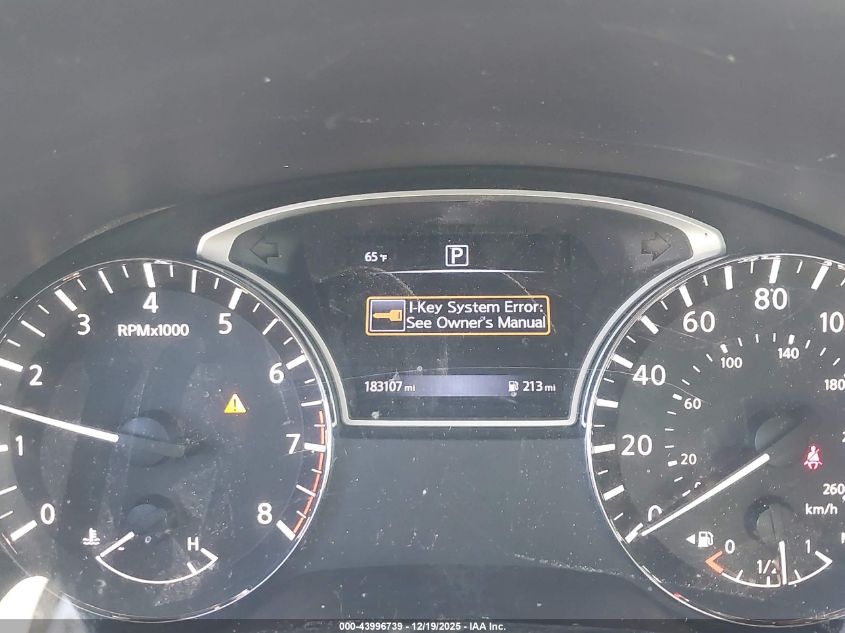 65°F P
I-Key System Error:
See Owner's Manual
183107 mi 213 mi
0 1 2 3 4 5 6 7 8
RPMx1000
H
0 20 40 60 80
20 60 100 140 180 260
km/h
0 1/2 1
000-43996739 - 12/19/2025 - IAA Inc.